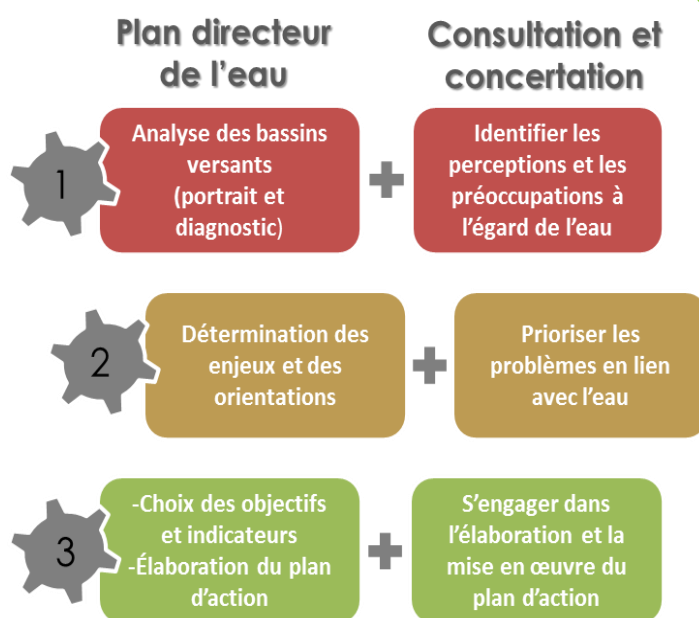 Plan directeur
de l'eau
Consultation et
concertation
1
Analyse des bassins
versants
(portrait et
diagnostic)
+
Identifier les
perceptions et les
préoccupations à
l'égard de l'eau
2
Détermination des
enjeux et des
orientations
+
Prioriser les
problèmes en lien
avec l'eau
3
-Choix des objectifs
et indicateurs
-Élaboration du plan
d'action
+
S'engager dans
l'élaboration et la
mise en œuvre du
plan d'action